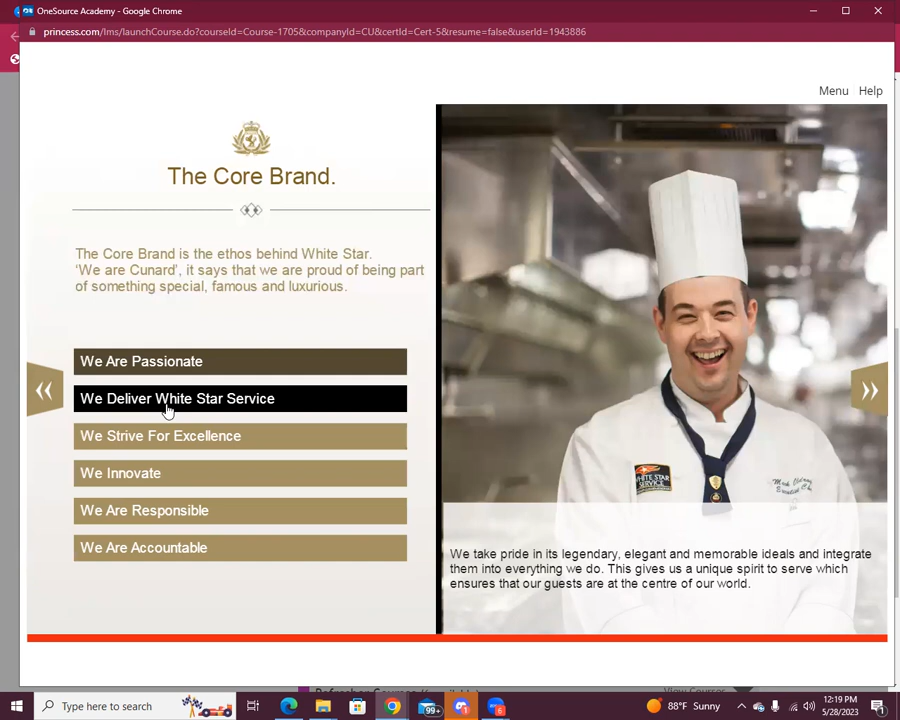 OneSource Academy - Google Chrome
princess.com/lms/launchCourse.do?courseId=Course-1705&companyId=CU&certId=Cert-5&resume=false&userId=1943886
Menu Help
The Core Brand.
The Core Brand is the ethos behind White Star.
‘We are Cunard’, it says that we are proud of being part
of something special, famous and luxurious.
We Are Passionate
We Deliver White Star Service
We Strive For Excellence
We Innovate
We Are Responsible
We Are Accountable
WHITE STAR
SERVICE
We take pride in its legendary, elegant and memorable ideals and integrate
them into everything we do. This gives us a unique spirit to serve which
ensures that our guests are at the centre of our world.
View Courses
Type here to search
99+
1
6
88°F Sunny
12:19 PM
5/28/2023
1